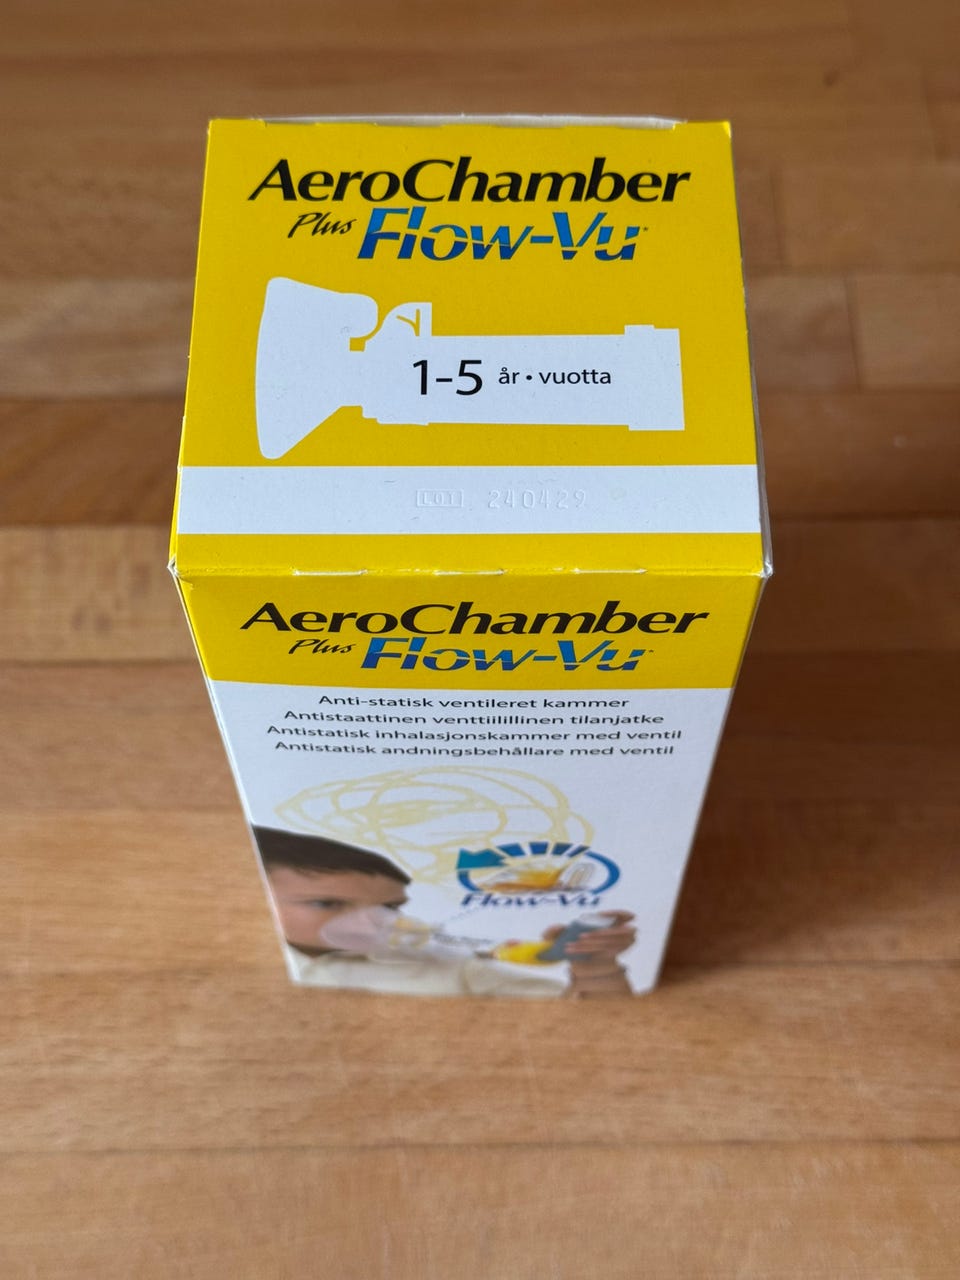 AeroChamber
Plus Flow-Vu*
1-5 år • vuotta
LOT 240429
AeroChamber
Plus Flow-Vu*
Anti-statisk ventileret kammer
Antistaattinen venttiilillinen tilanjatke
Antistatisk inhalasjonskammer med ventil
Antistatisk andningsbehållare med ventil
Flow-Vu